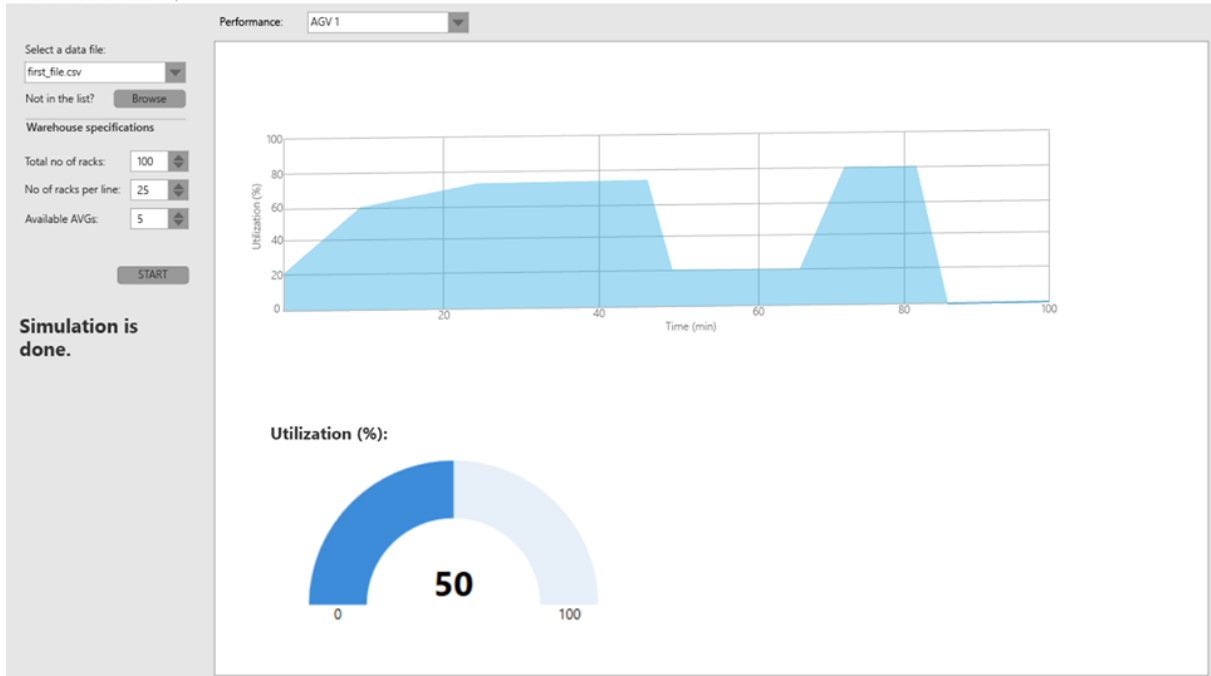 Performance: AGV 1
Select a data file:
first_file.csv
Not in the list? Browse
Warehouse specifications
Total no of racks: 100
No of racks per line: 25
Available AVGs: 5
START
Simulation is
done.
100
80
60
40
20
0
Utilization (%)
20 40 60 80 100
Time (min)
Utilization (%):
50
0 100